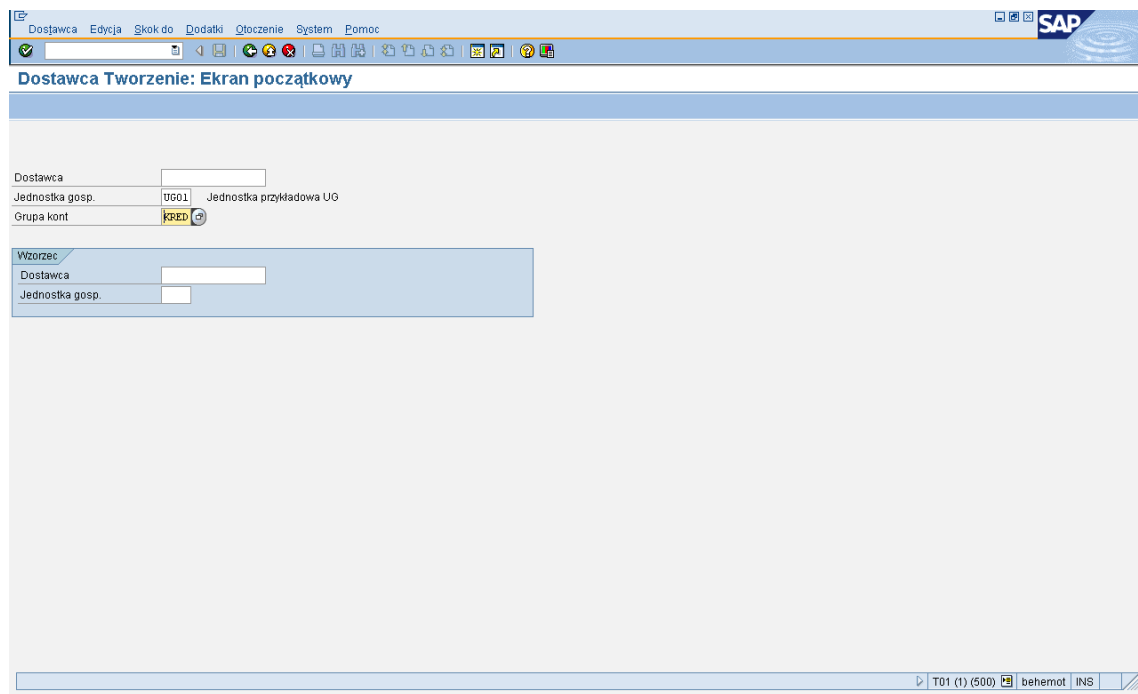 Dostawca Edycja Skok do Dodatki Otoczenie System Pomoc
SAP
Dostawca Tworzenie: Ekran początkowy
Dostawca
Jednostka gosp. UG01 Jednostka przykładowa UG
Grupa kont KRED
Wzorzec
Dostawca
Jednostka gosp.
T01 (1) (500) behemot INS